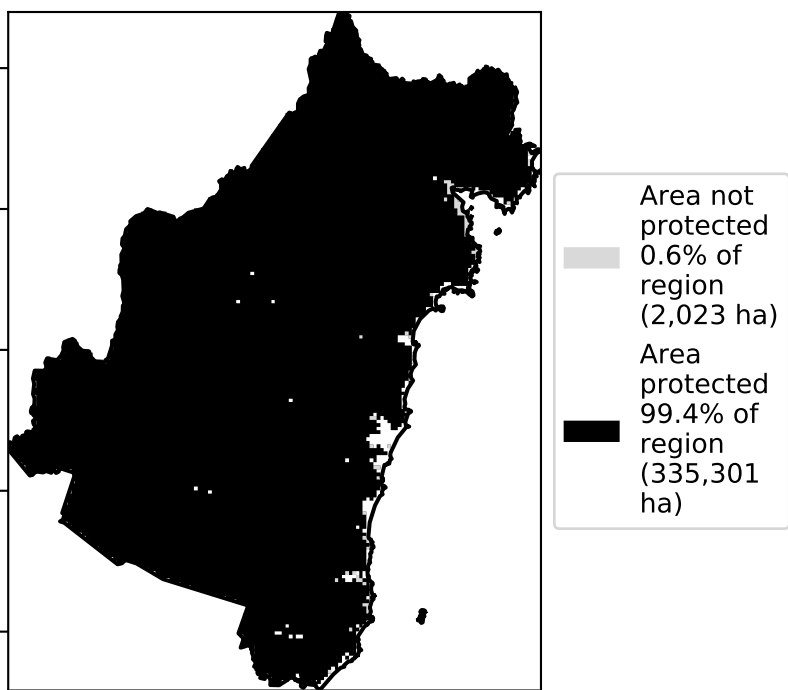 Area not
protected
0.6% of
region
(2,023 ha)
Area
protected
99.4% of
region
(335,301
ha)